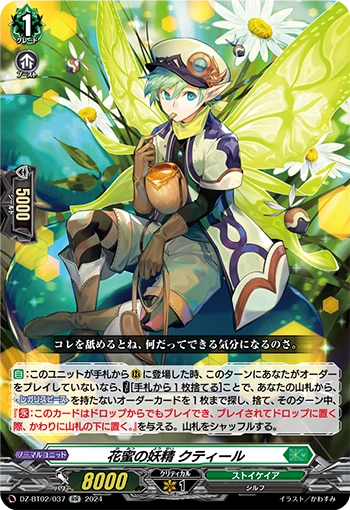 1
グレード
ブースト
5000
シールド
コレを舐めるとね、何だってできる気分になるのさ。
自:このユニットが手札からRに登場した時、このターンにあなたがオーダー
をプレイしていないなら、【手札から1枚捨てる】ことで、あなたの山札から、
レガリスピースを持たないオーダーカードを1枚まで探し、捨て、そのターン中、
『永:このカードはドロップからでもプレイでき、プレイされてドロップに置く
際、かわりに山札の下に置く。』を与える。山札をシャッフルする。
ノーマルユニット
花蜜の妖精 クティール
パワー 8000
クリティカル
1
ストイケイア
シルフ
DZ-BT02/037 RR 2024
イラスト/かわすみ